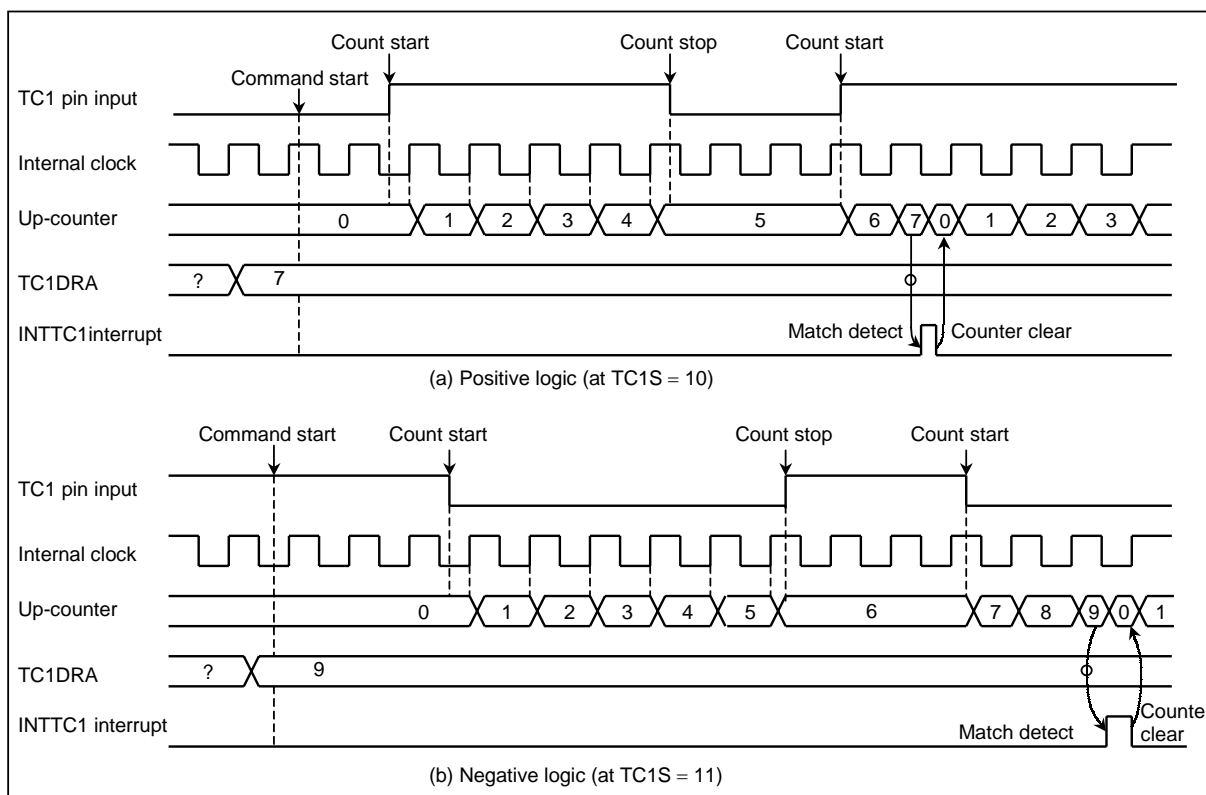 Count start Count stop Count start
Command start
TC1 pin input
Internal clock
Up-counter 0 1 2 3 4 5 6 7 0 1 2 3
TC1DRA ? 7
INTTC1interrupt Match detect Counter clear
(a) Positive logic (at TC1S = 10)
Command start Count start Count stop Count start
TC1 pin input
Internal clock
Up-counter 0 1 2 3 4 5 6 7 8 9 0 1
TC1DRA ? 9
INTTC1 interrupt Match detect Counte
clear
(b) Negative logic (at TC1S = 11)